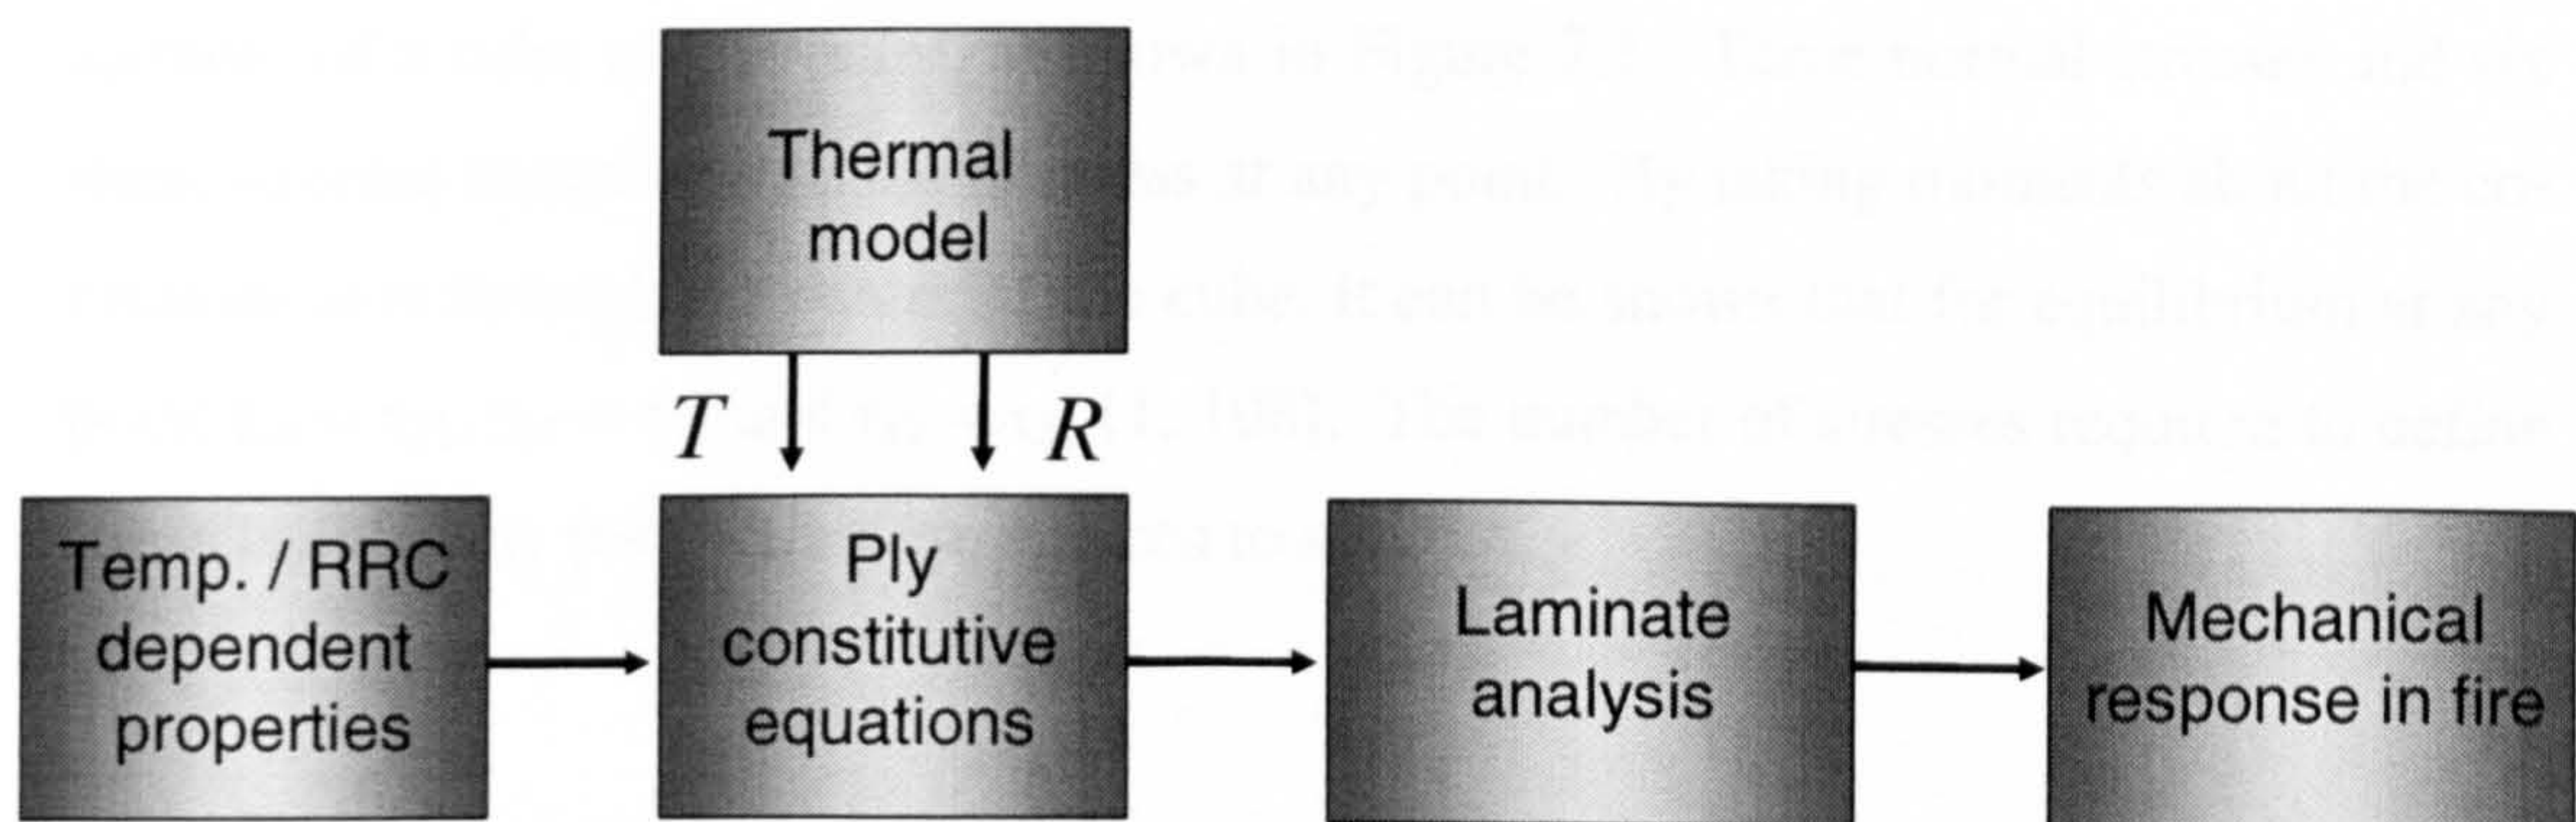 Thermal
model
T
R
Temp. / RRC
dependent
properties
Ply
constitutive
equations
Laminate
analysis
Mechanical
response in fire